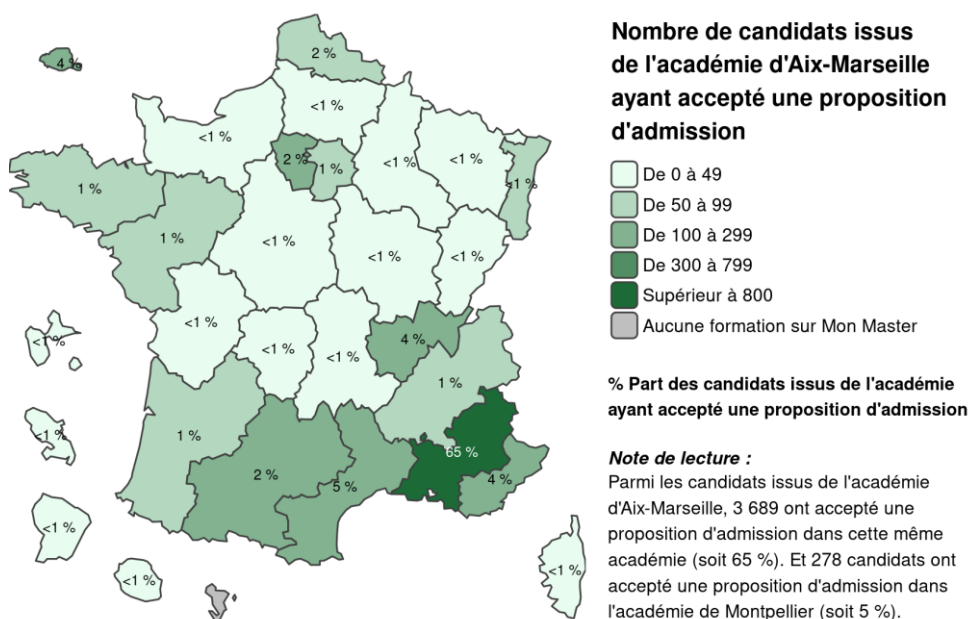 Nombre de candidats issus
de l'académie d'Aix-Marseille
ayant accepté une proposition
d'admission
De 0 à 49
De 50 à 99
De 100 à 299
De 300 à 799
Supérieur à 800
Aucune formation sur Mon Master
% Part des candidats issus de l'académie
ayant accepté une proposition d'admission
Note de lecture :
Parmi les candidats issus de l'académie
d'Aix-Marseille, 3 689 ont accepté une
proposition d'admission dans cette même
académie (soit 65 %). Et 278 candidats ont
accepté une proposition d'admission dans
l'académie de Montpellier (soit 5 %).
2 %
4 %
<1 %
<1 %
2 %
1 %
<1 %
<1 %
<1 %
1 %
1 %
<1 %
<1 %
<1 %
<1 %
<1 %
<1 %
<1 %
4 %
1 %
<1 %
1 %
65 %
2 %
5 %
4 %
<1 %
<1 %
<1 %